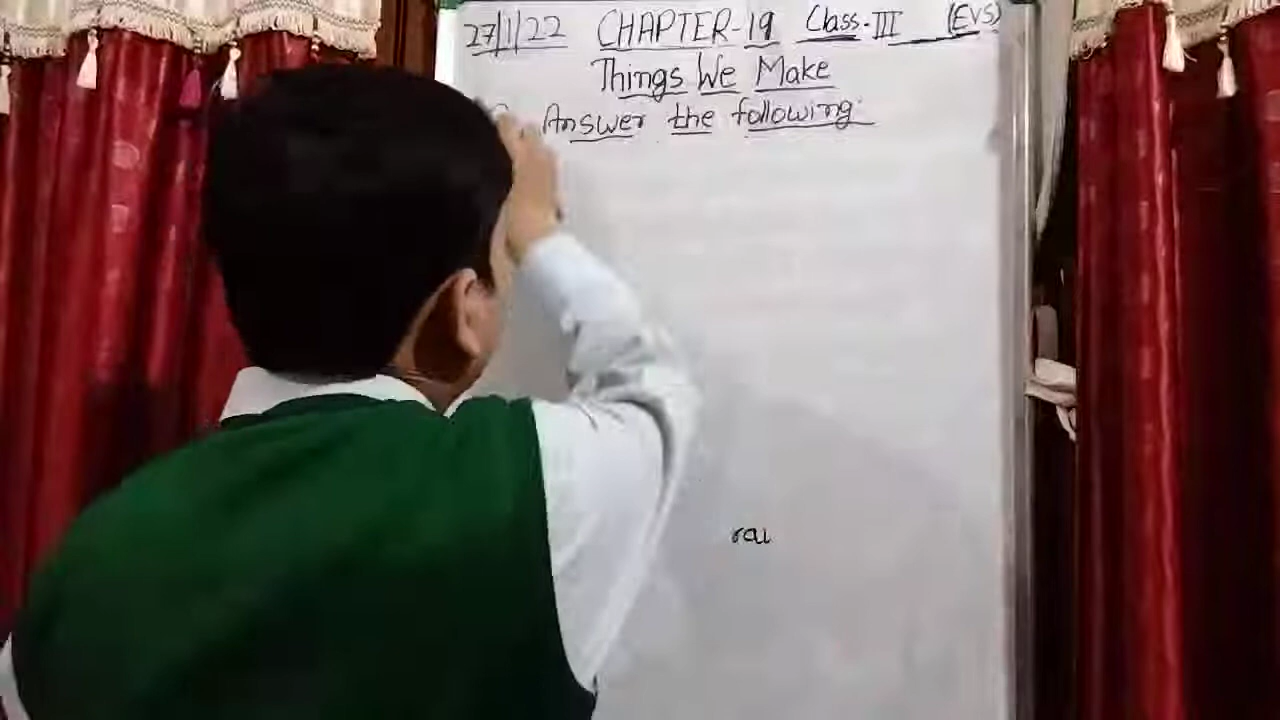 27/1/22 CHAPTER-19 Class-III (EVS)
Things We Make
Answer the following: